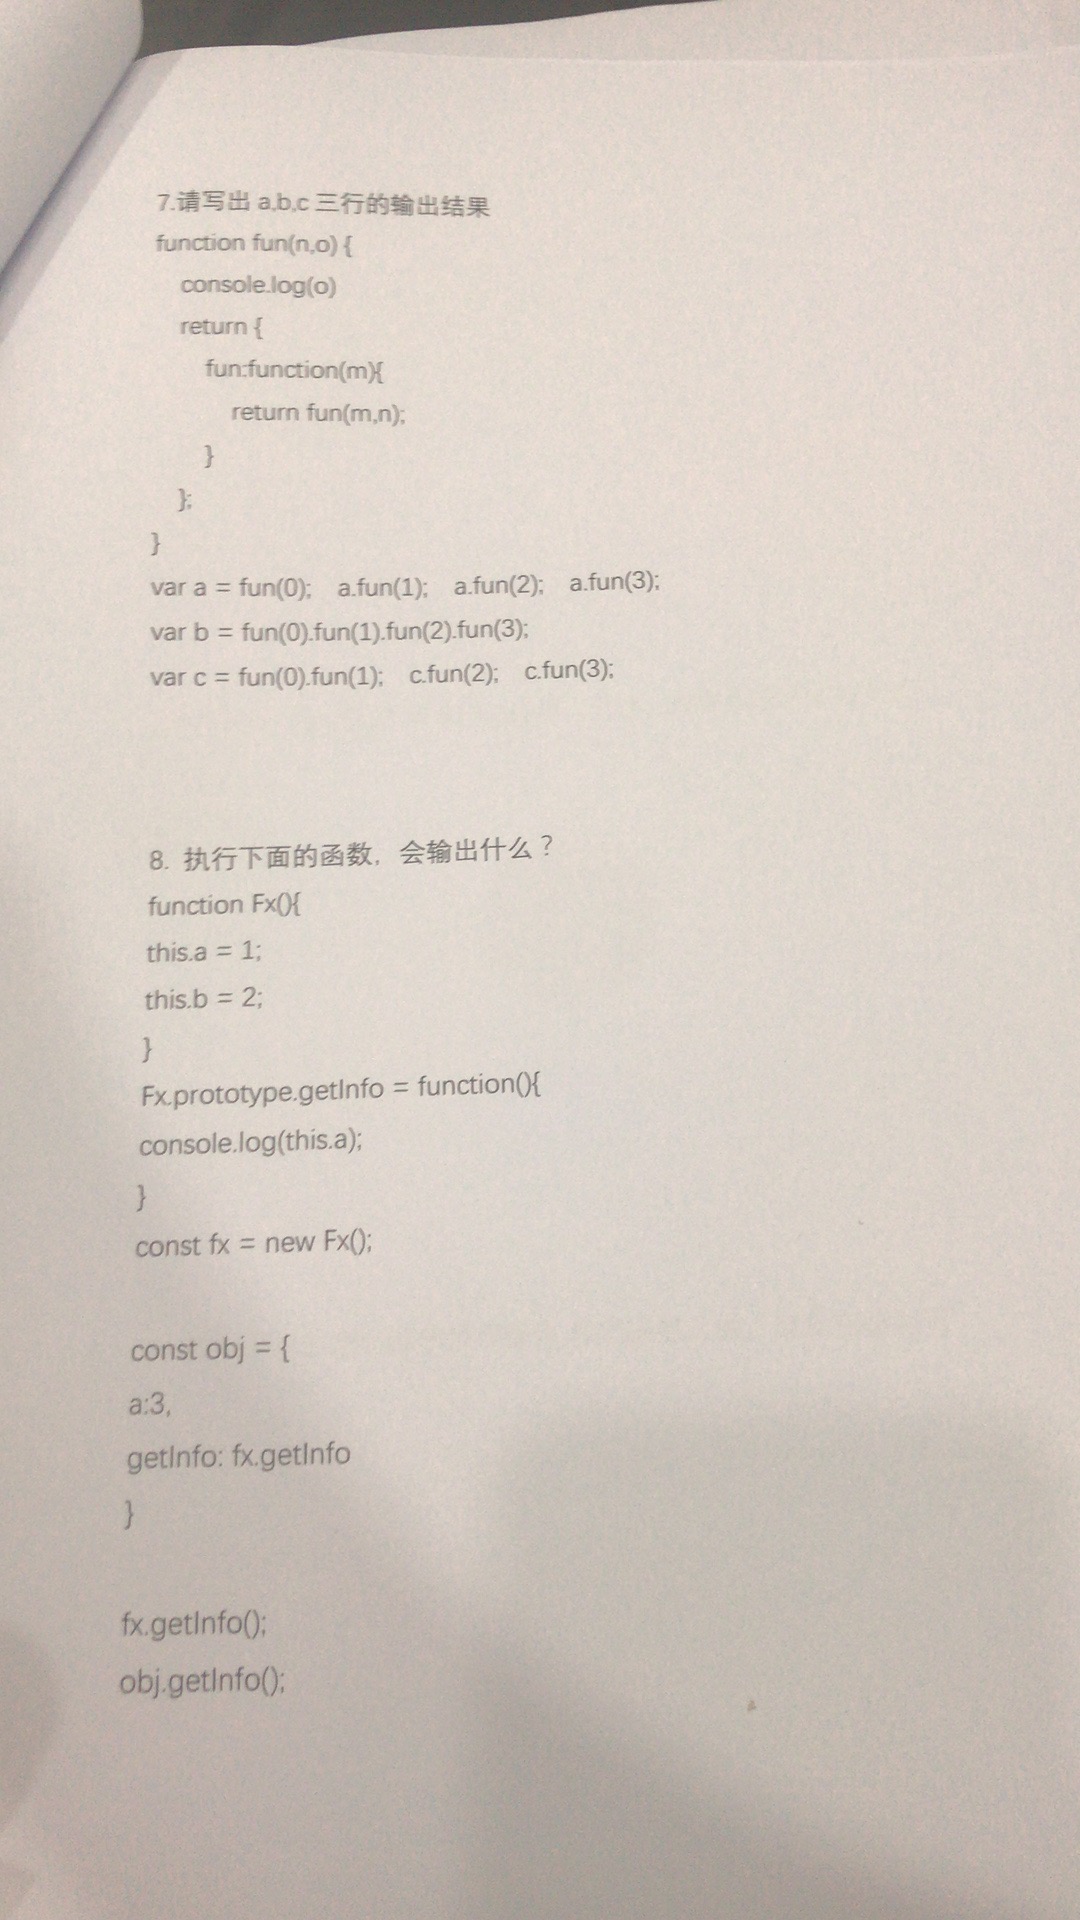 7.请写出 a,b,c 三行的输出结果
function fun(n,o) {
console.log(o)
return {
fun:function(m){
return fun(m,n);
}
};
}
var a = fun(0); a.fun(1); a.fun(2); a.fun(3);
var b = fun(0).fun(1).fun(2).fun(3);
var c = fun(0).fun(1); c.fun(2); c.fun(3);
8. 执行下面的函数，会输出什么？
function Fx(){
this.a = 1;
this.b = 2;
}
Fx.prototype.getInfo = function(){
console.log(this.a);
}
const fx = new Fx();
const obj = {
a:3,
getInfo: fx.getInfo
}
fx.getInfo();
obj.getInfo();